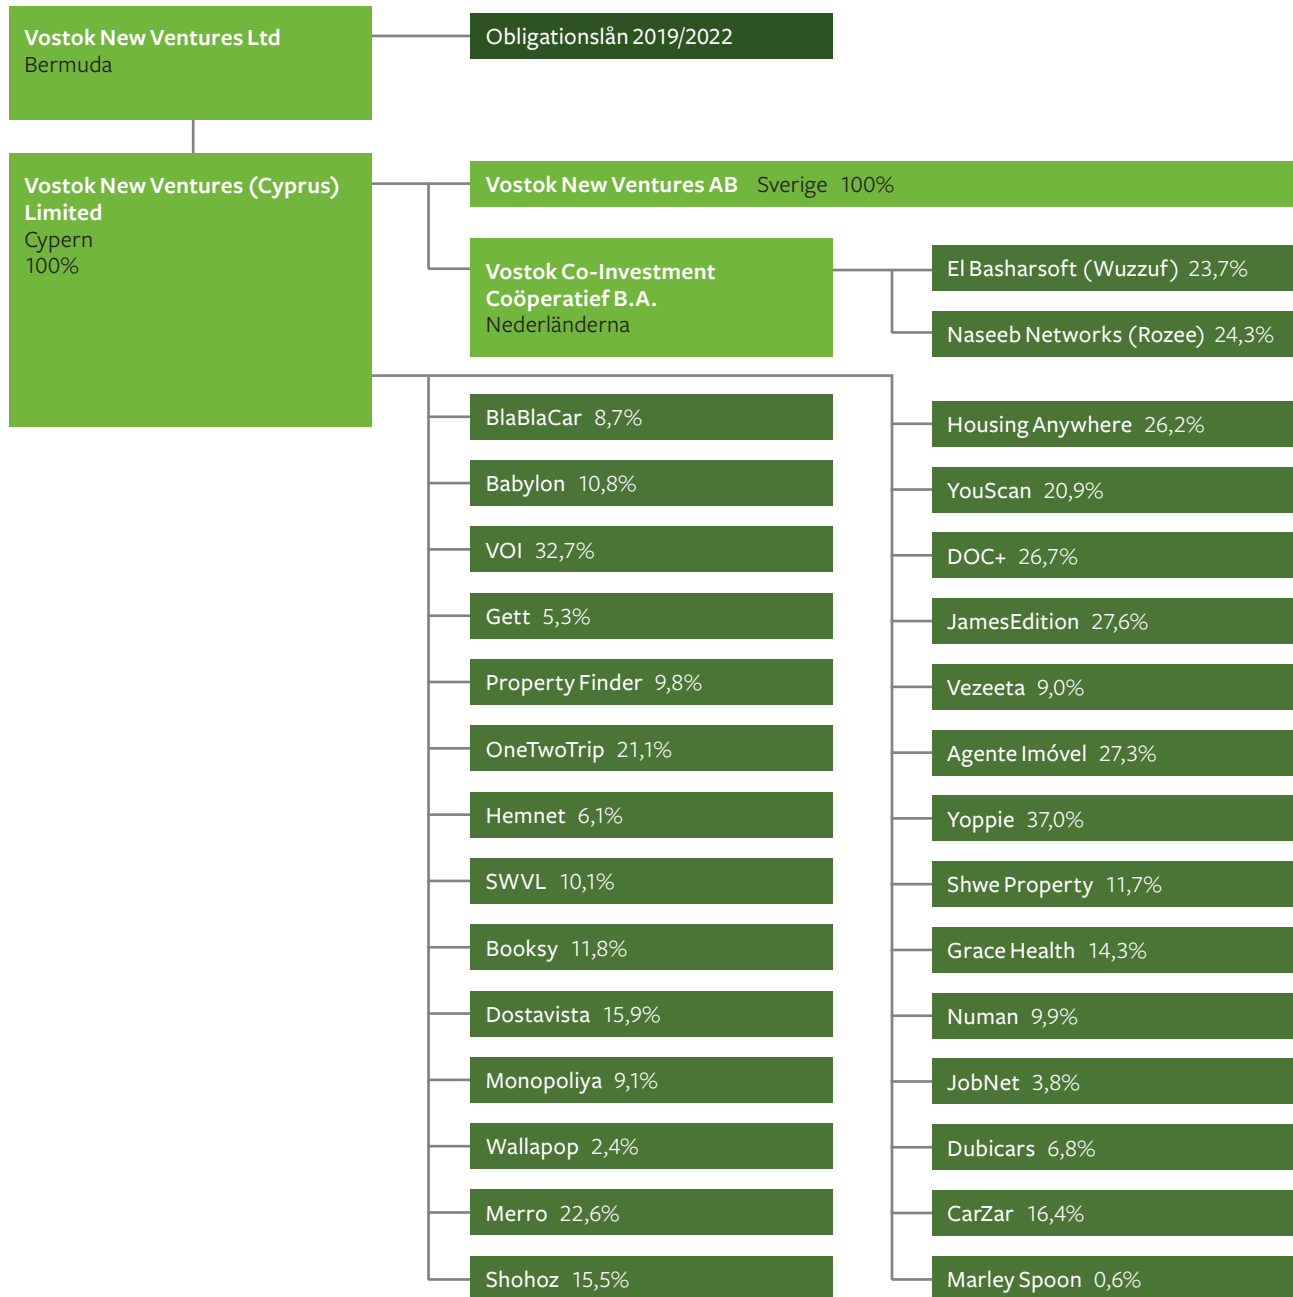 Vostok New Ventures Ltd
Bermuda
Obligationslån 2019/2022
Vostok New Ventures (Cyprus)
Limited
Cypern
100%
Vostok New Ventures AB Sverige 100%
Vostok Co-Investment
Coöperatief B.A.
Nederländerna
El Basharsoft (Wuzzuf) 23,7%
Naseeb Networks (Rozee) 24,3%
BlaBlaCar 8,7%
Babylon 10,8%
VOI 32,7%
Gett 5,3%
Property Finder 9,8%
OneTwoTrip 21,1%
Hemnet 6,1%
SWVL 10,1%
Booksy 11,8%
Dostavista 15,9%
Monopoliya 9,1%
Wallapop 2,4%
Merro 22,6%
Shohoz 15,5%
Housing Anywhere 26,2%
YouScan 20,9%
DOC+ 26,7%
JamesEdition 27,6%
Vezeeta 9,0%
Agente Imóvel 27,3%
Yoppie 37,0%
Shwe Property 11,7%
Grace Health 14,3%
Numan 9,9%
JobNet 3,8%
Dubicars 6,8%
CarZar 16,4%
Marley Spoon 0,6%